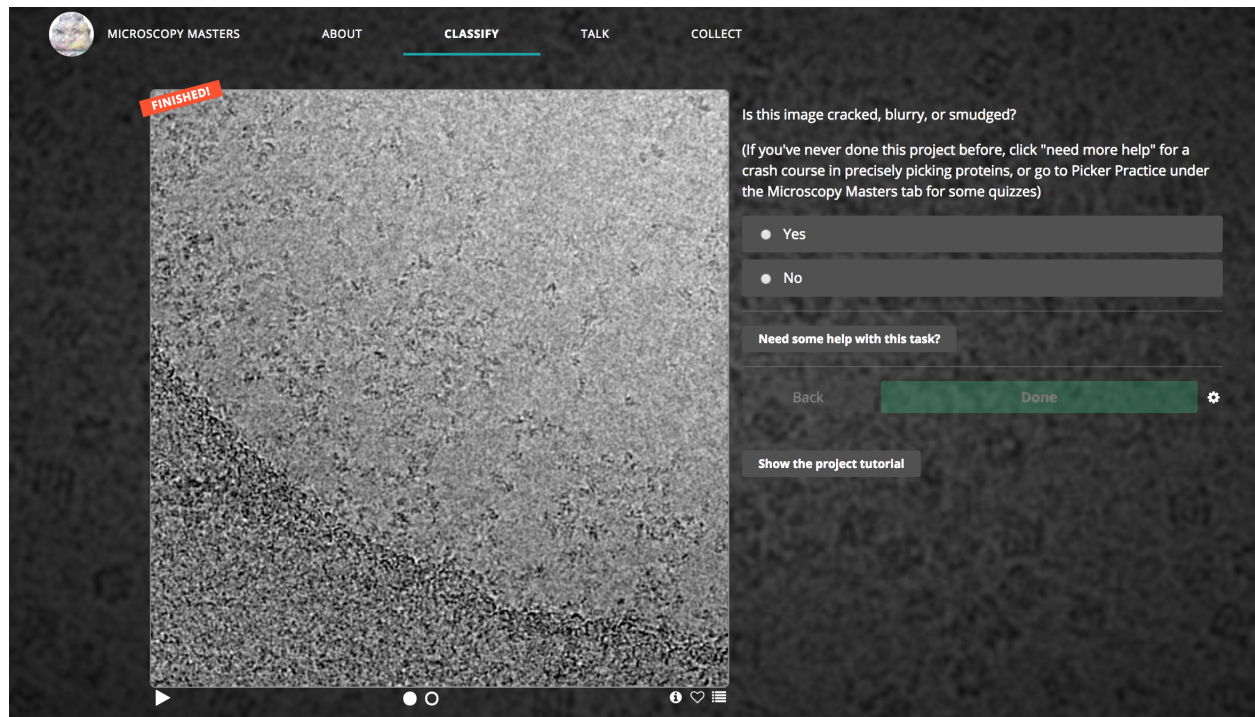 MICROSCOPY MASTERS
ABOUT
CLASSIFY
TALK
COLLECT
FINISHED!
Is this image cracked, blurry, or smudged?
(If you've never done this project before, click "need more help" for a
crash course in precisely picking proteins, or go to Picker Practice under
the Microscopy Masters tab for some quizzes)
Yes
No
Need some help with this task?
Back
Done
Show the project tutorial